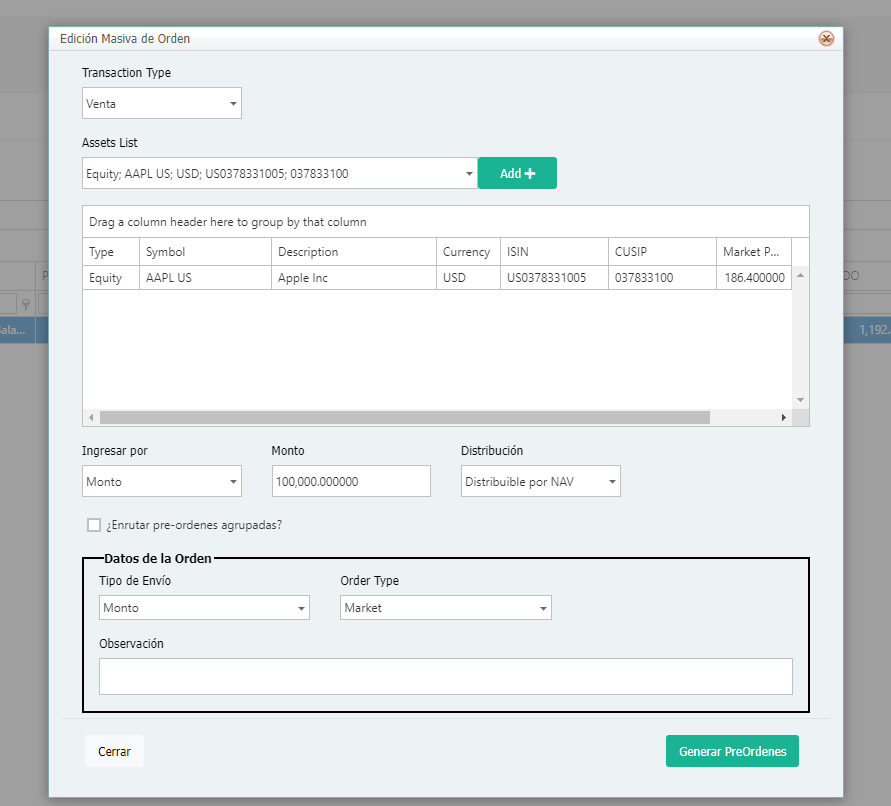 Edición Masiva de Orden
Transaction Type
Venta
Assets List
Equity; AAPL US; USD; US0378331005; 037833100
Add +
Drag a column header here to group by that column
Type Symbol Description Currency ISIN CUSIP Market P...
Equity AAPL US Apple Inc USD US0378331005 037833100 186.400000
DO
ala... 1,192.
Ingresar por Monto Distribución
Monto 100,000.000000 Distribuible por NAV
¿Enrutar pre-ordenes agrupadas?
Datos de la Orden
Tipo de Envío Order Type
Monto Market
Observación
Cerrar Generar PreOrdenes